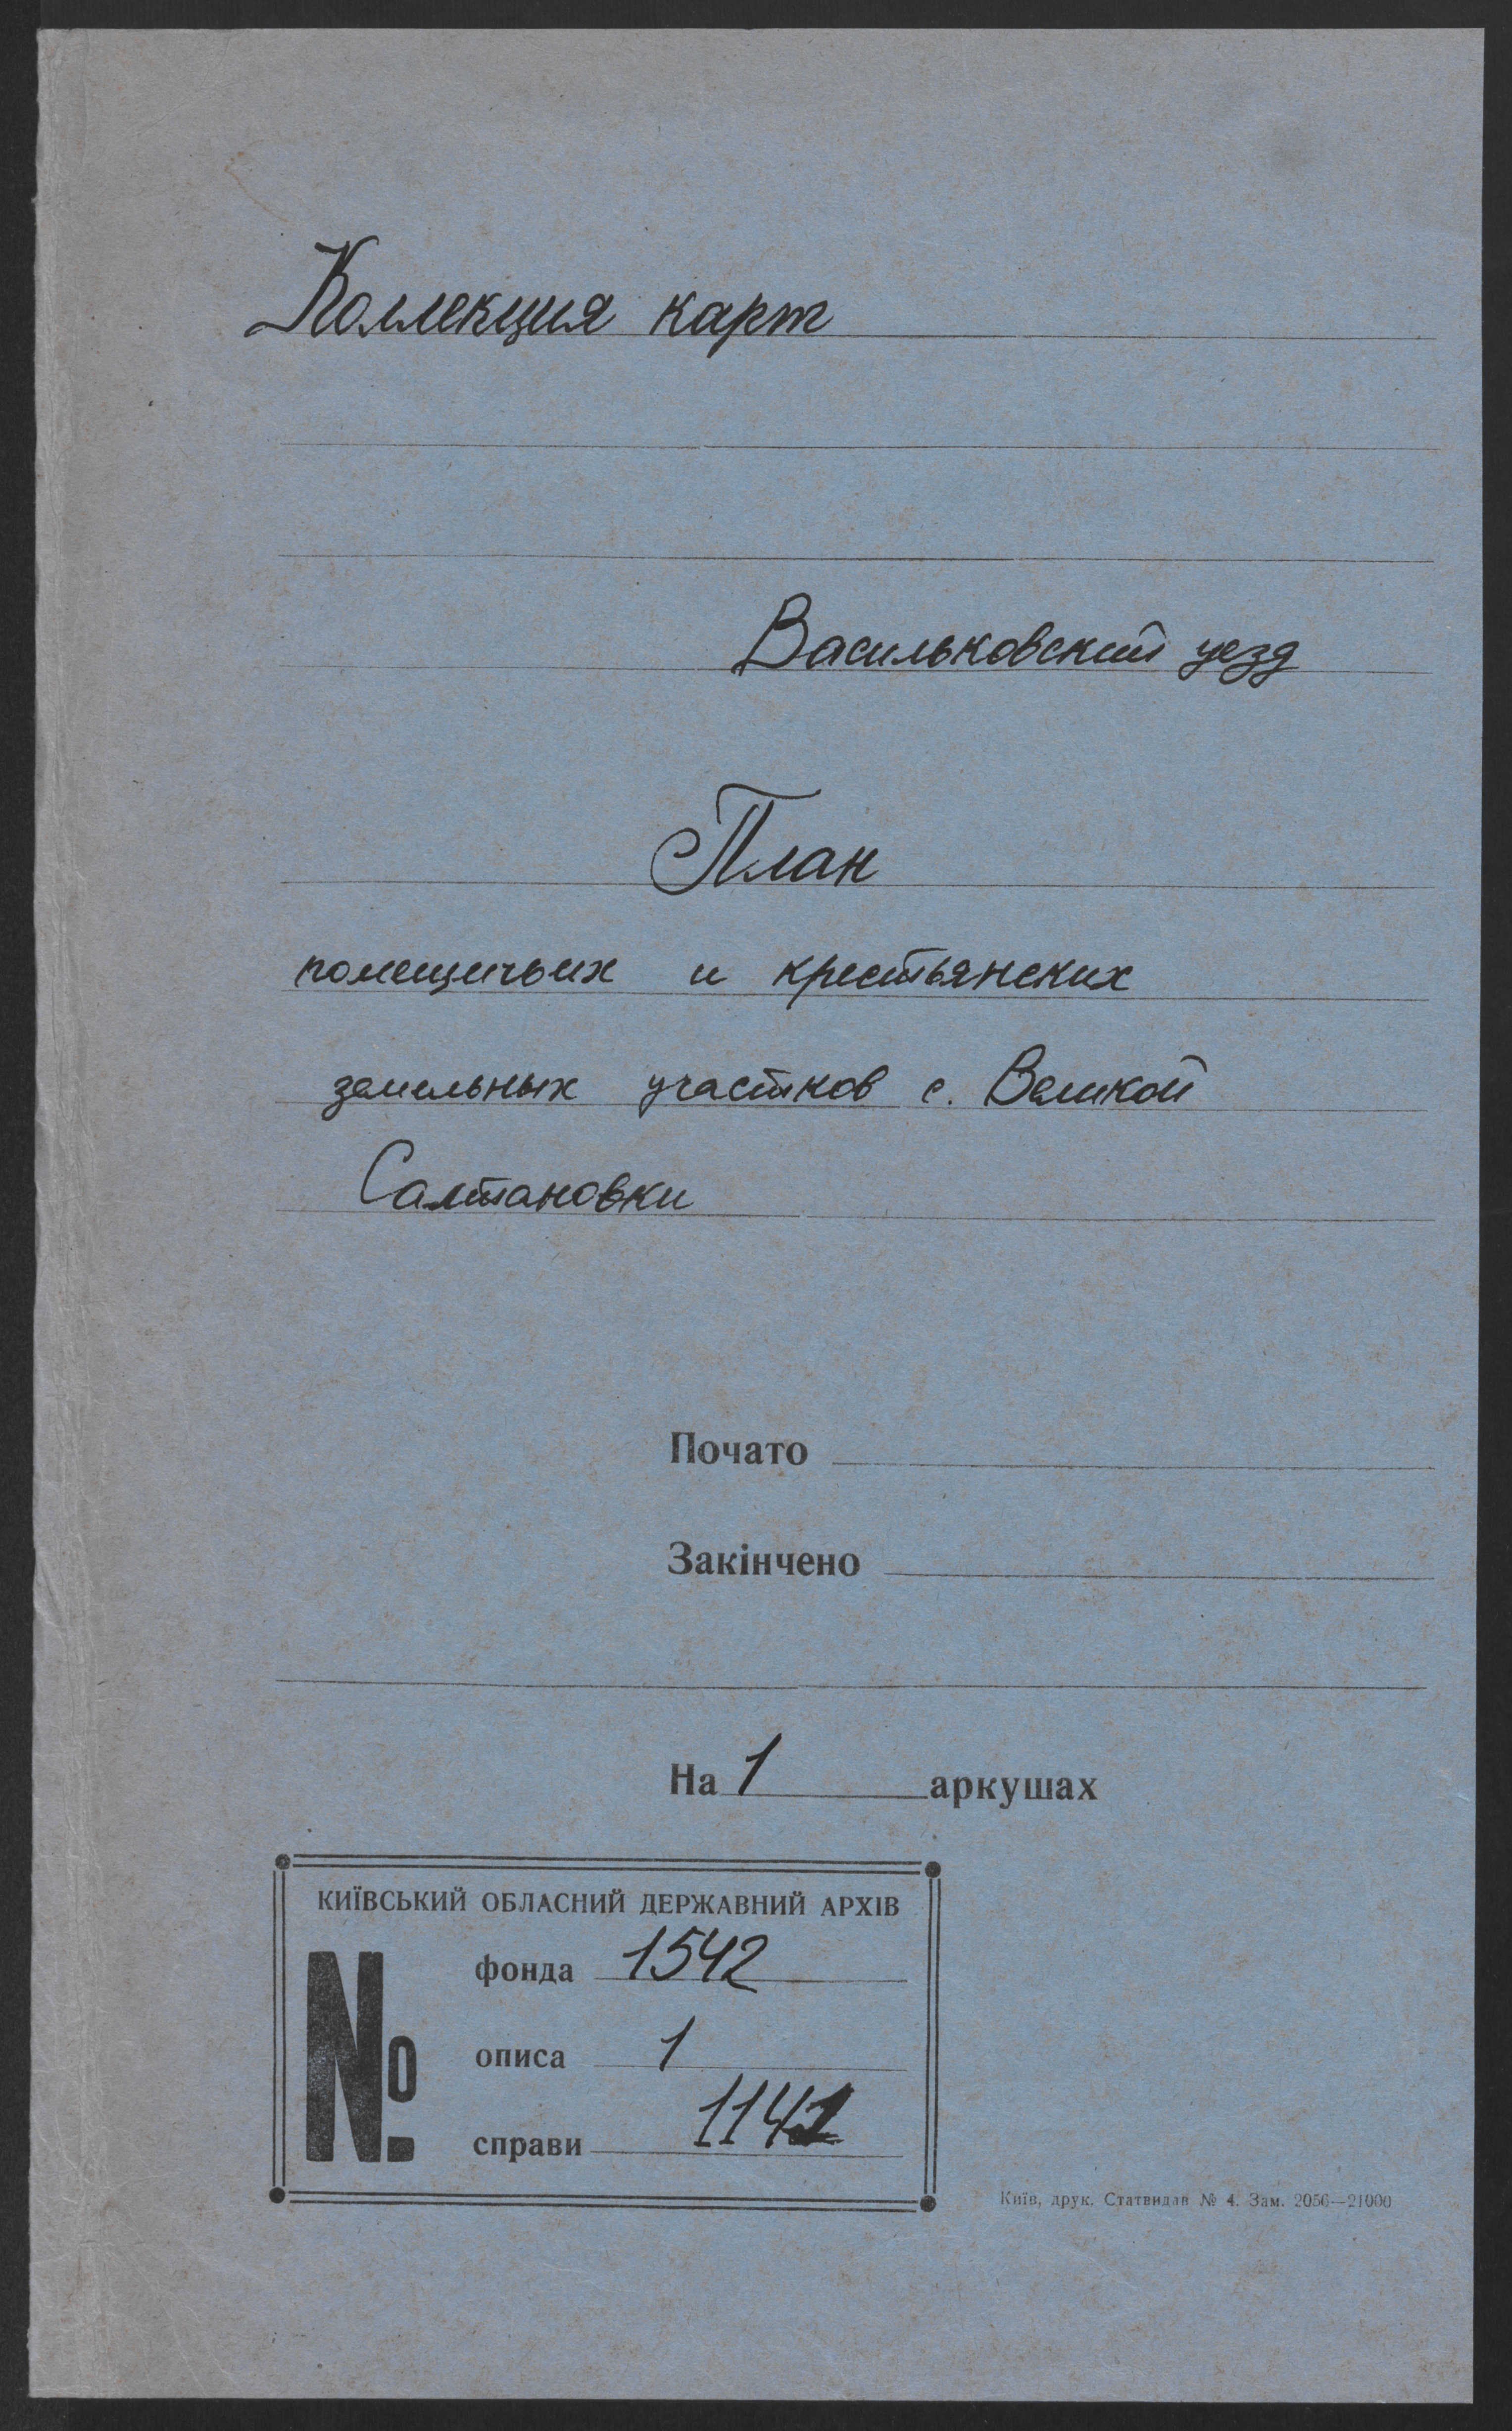 Коллекция карт
Васильковский уезд
План
помещичьих и крестьянских
земельных участков с. Великой
Салтановки
Почато
Закінчено
На 1 аркушах
КИЇВСЬКИЙ ОБЛАСНИЙ ДЕРЖАВНИЙ АРХІВ
№
фонда 1542
описа 1
справи 1141
Київ, друк. Статвидав № 4. Зам. 2056—21000